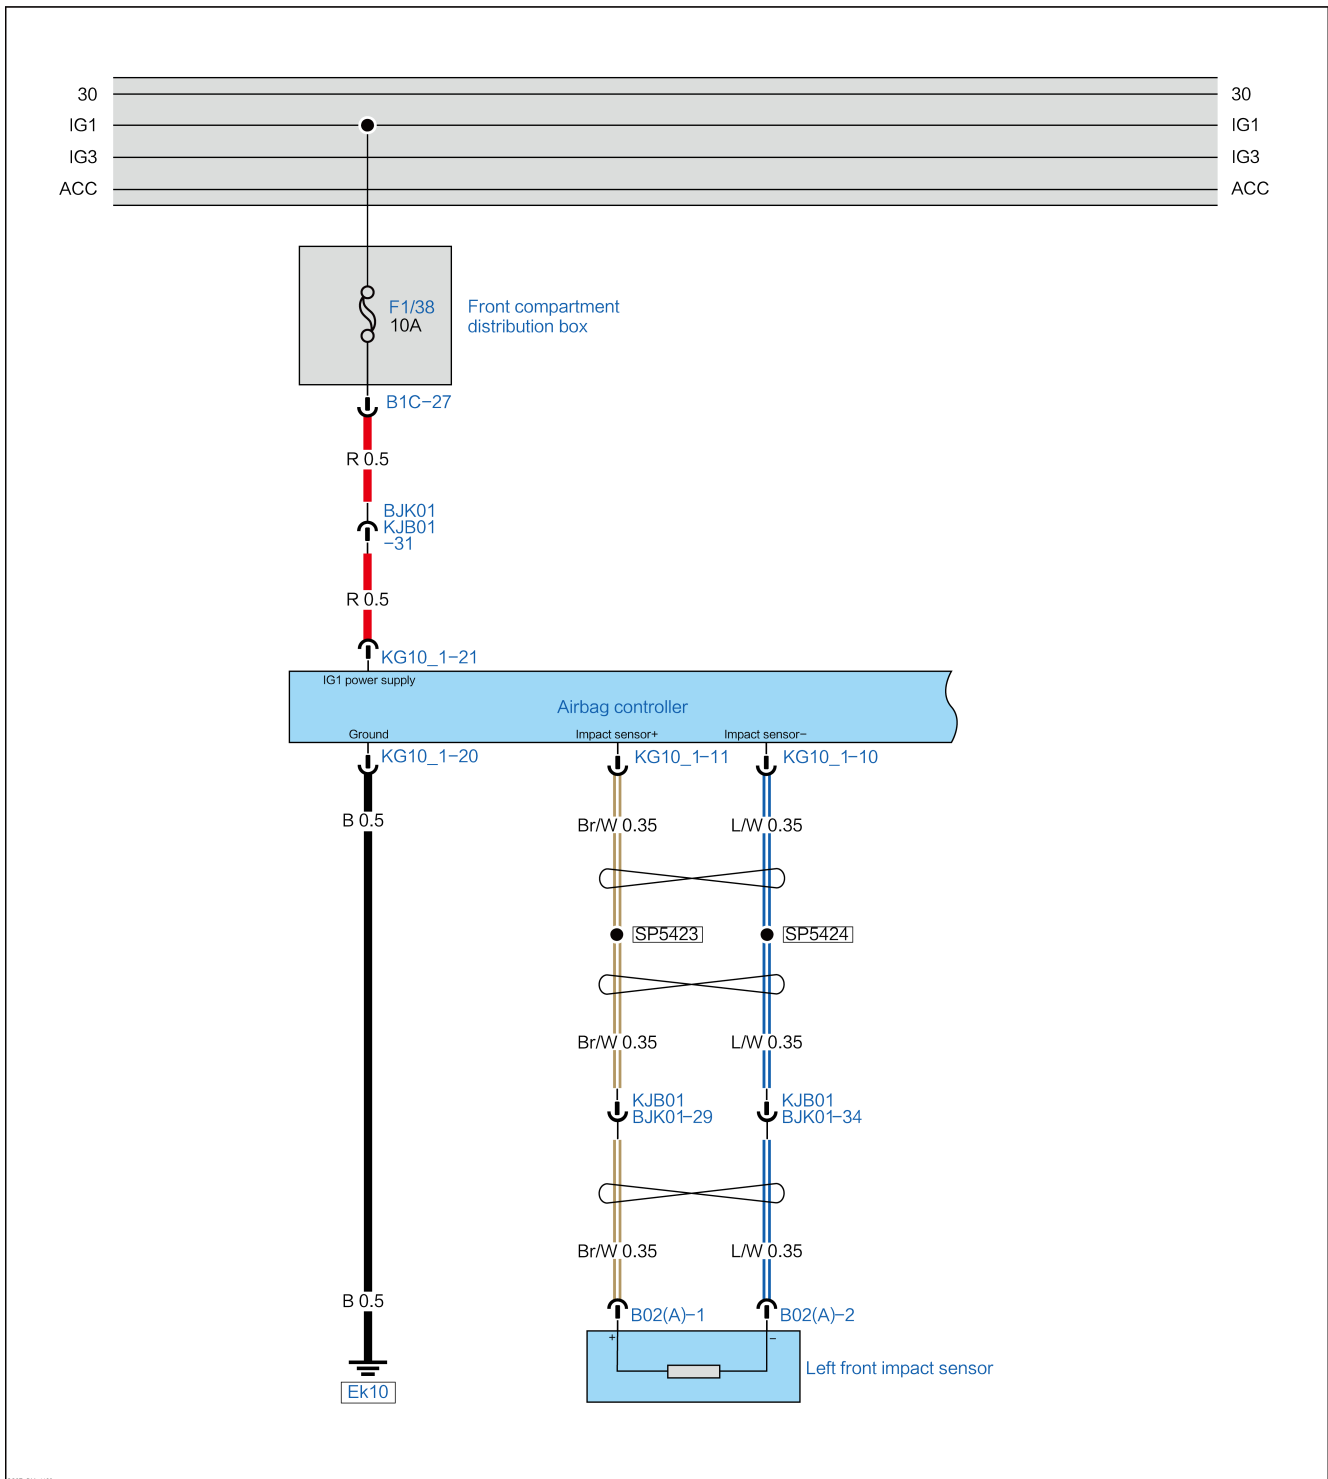 30
30
IG1
IG1
IG3
IG3
ACC
ACC
F1/38
10A
Front compartment
distribution box
B1C-27
R 0.5
BJK01
KJB01
-31
R 0.5
KG10_1-21
IG1 power supply
Airbag controller
Ground
Impact sensor+
Impact sensor-
KG10_1-20
KG10_1-11
KG10_1-10
B 0.5
Br/W 0.35
L/W 0.35
SP5423
SP5424
Br/W 0.35
L/W 0.35
KJB01
BJK01-29
KJB01
BJK01-34
Br/W 0.35
L/W 0.35
B 0.5
B02(A)-1
B02(A)-2
+
-
Left front impact sensor
Ek10